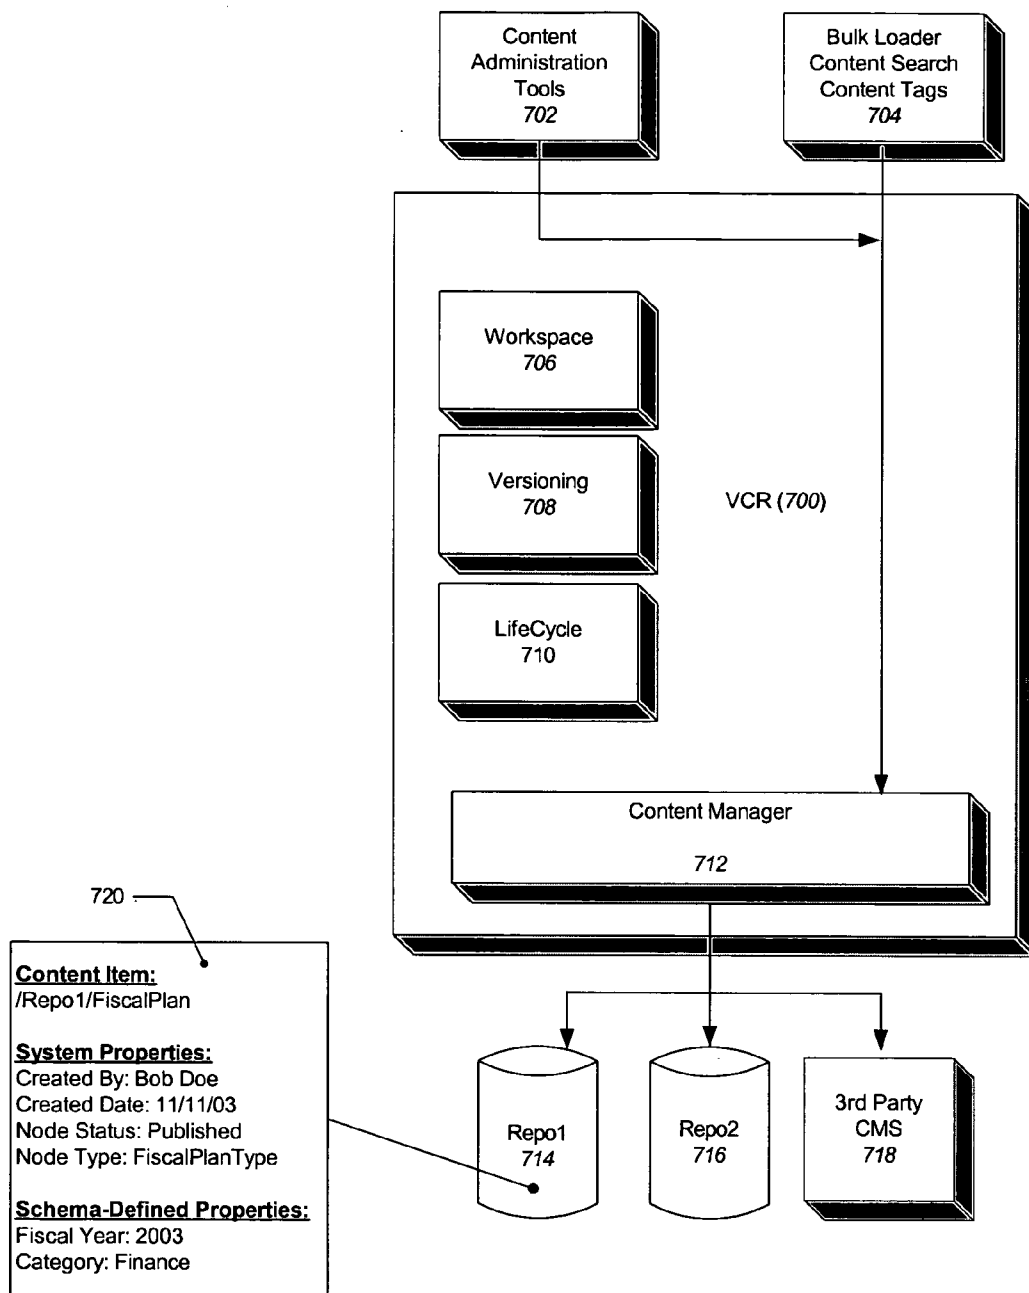 Content
Administration
Tools
702
Bulk Loader
Content Search
Content Tags
704
Workspace
706
Versioning
708
VCR (700)
LifeCycle
710
Content Manager
712
720
Content Item:
/Repo1/FiscalPlan
System Properties:
Created By: Bob Doe
Created Date: 11/11/03
Node Status: Published
Node Type: FiscalPlanType
Schema-Defined Properties:
Fiscal Year: 2003
Category: Finance
Repo1
714
Repo2
716
3rd Party
CMS
718